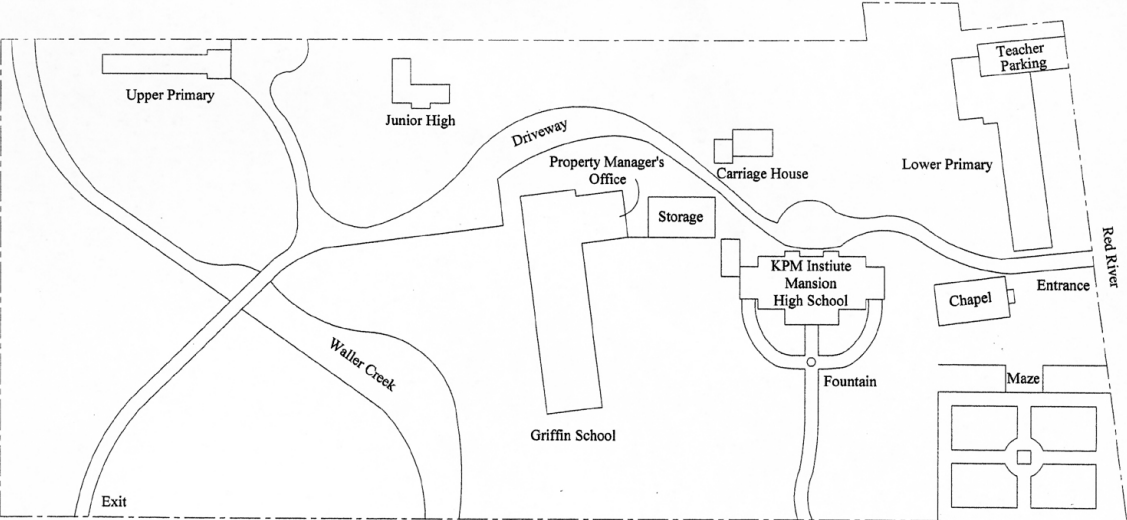 Teacher
Parking
Upper Primary
Junior High
Driveway
Property Manager's
Office
Carriage House
Lower Primary
Storage
Red River
KPM Instiute
Mansion
High School
Entrance
Chapel
Waller Creek
Fountain
Maze
Griffin School
Exit